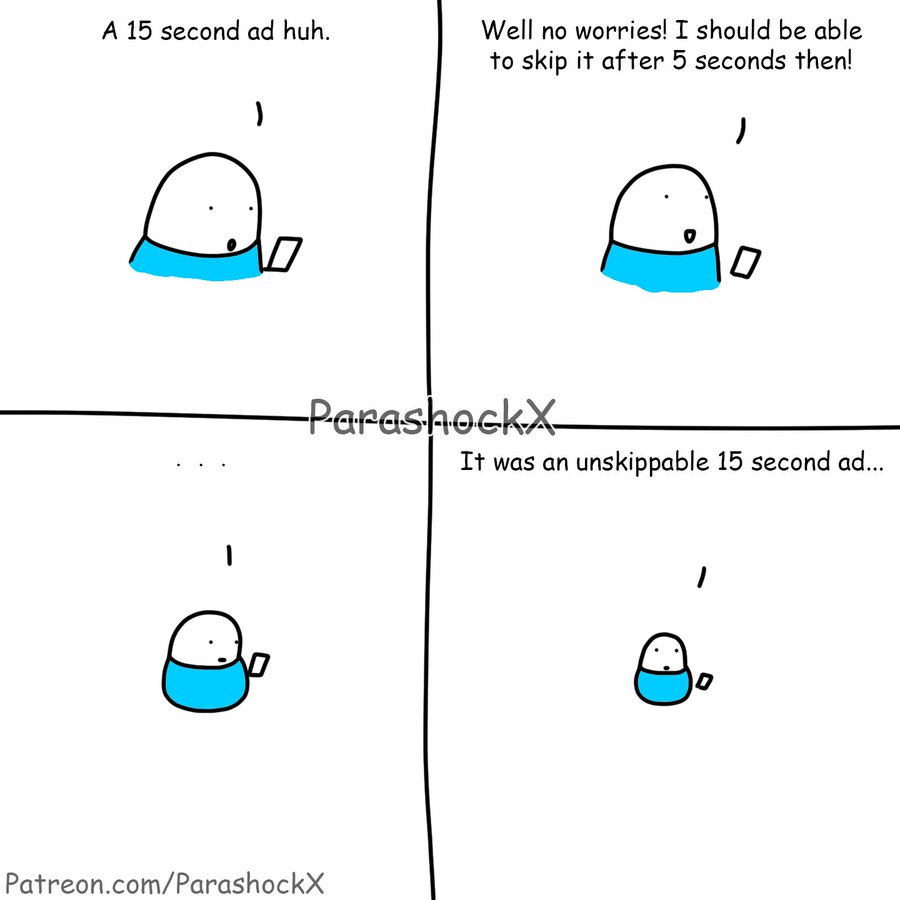 A 15 second ad huh.
Well no worries! I should be able
to skip it after 5 seconds then!
ParashockX
. . .
It was an unskippable 15 second ad...
Patreon.com/ParashockX